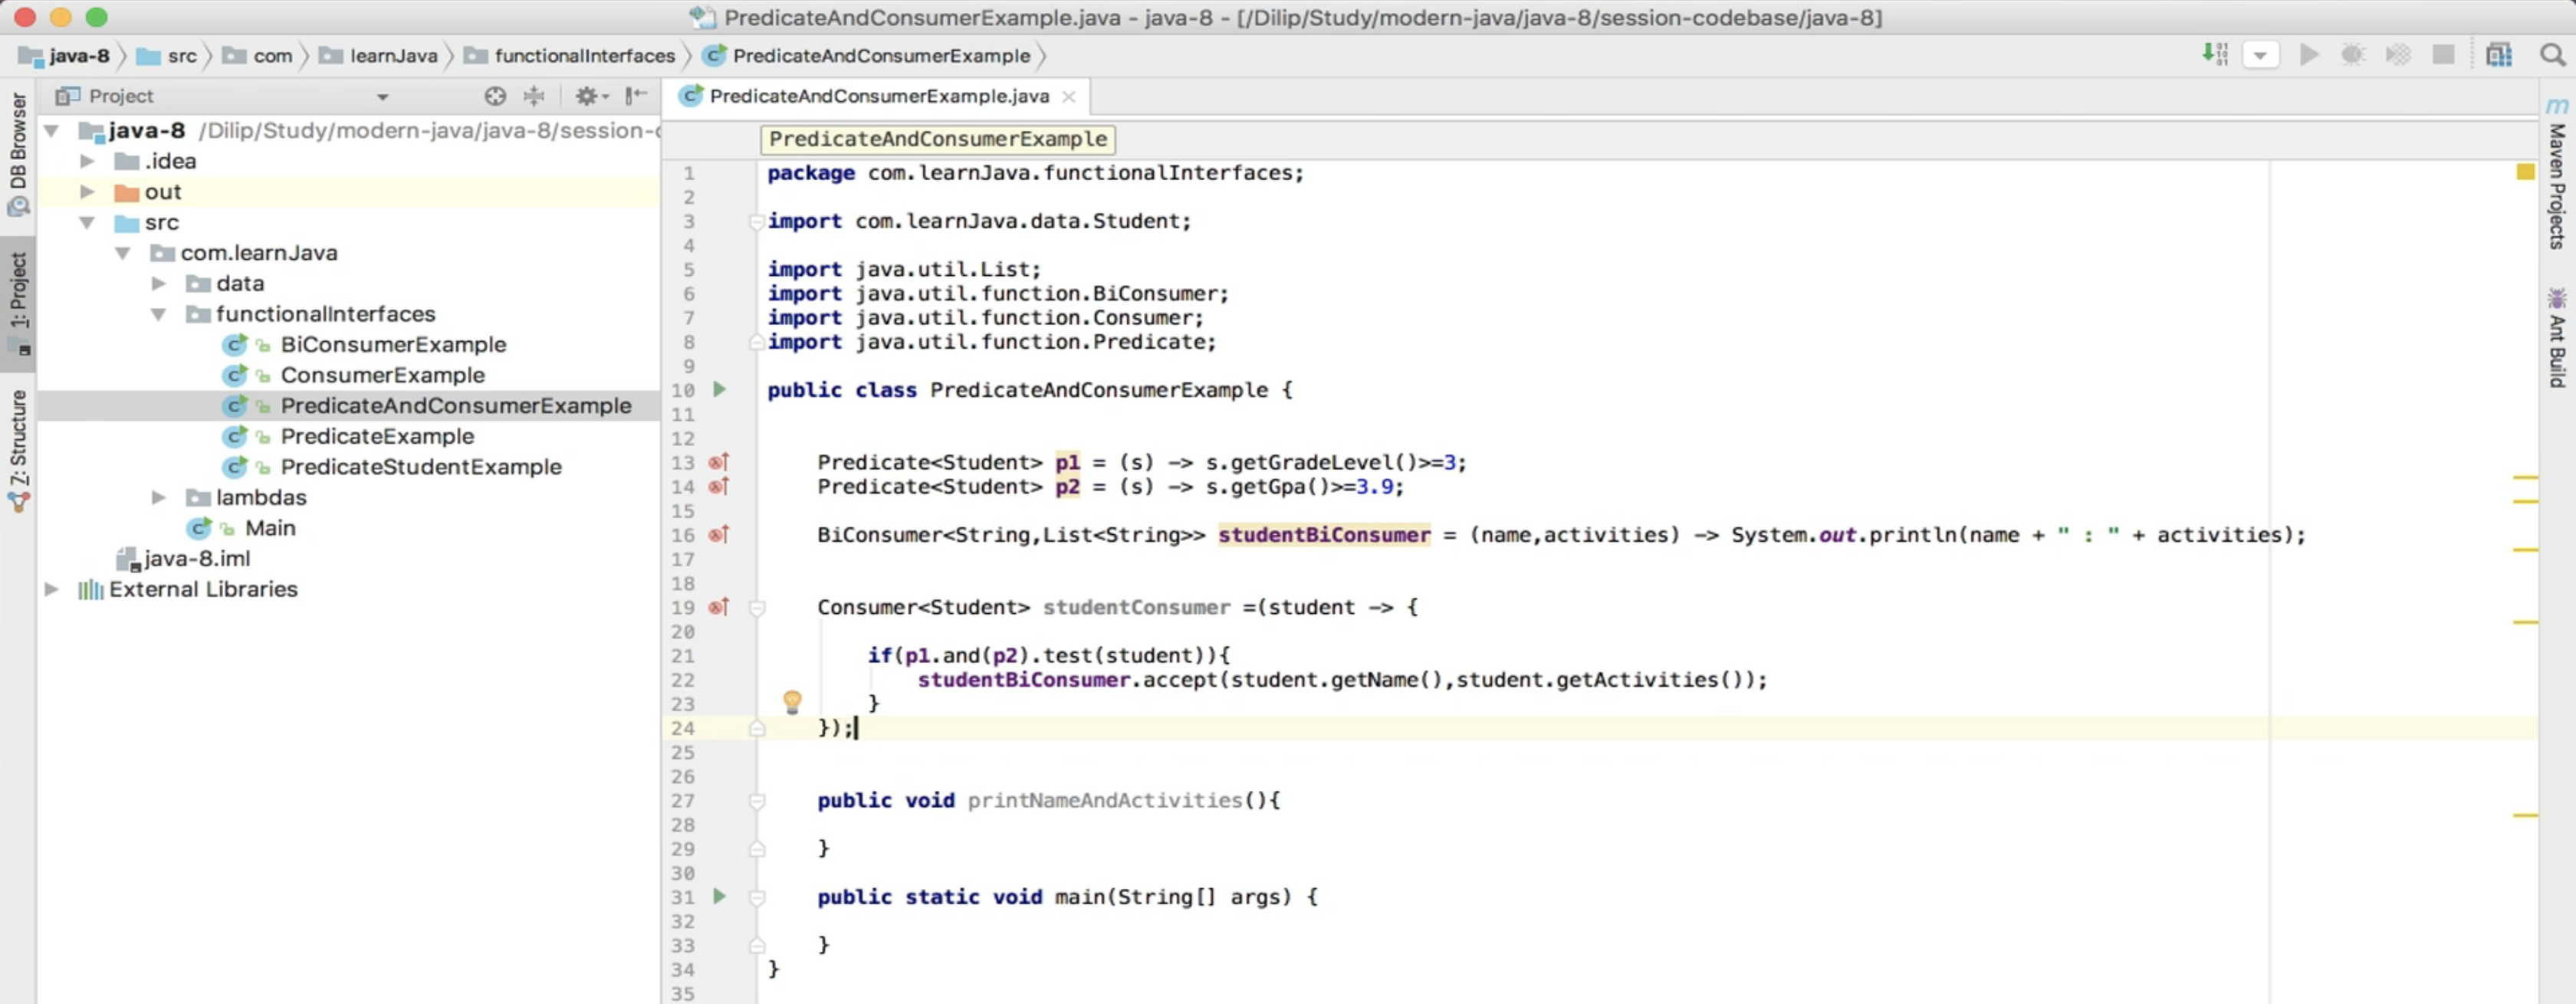 PredicateAndConsumerExample.java - java-8 - [/Dilip/Study/modern-java/java-8/session-codebase/java-8]
java-8 src com learnJava functionalInterfaces PredicateAndConsumerExample
Project
PredicateAndConsumerExample.java
DB Browser
1: Project
Z: Structure
java-8 /Dilip/Study/modern-java/java-8/session-
.idea
out
src
com.learnJava
data
functionalInterfaces
BiConsumerExample
ConsumerExample
PredicateAndConsumerExample
PredicateExample
PredicateStudentExample
lambdas
Main
java-8.iml
External Libraries
PredicateAndConsumerExample
1 package com.learnJava.functionalInterfaces;
2
3 import com.learnJava.data.Student;
4
5 import java.util.List;
6 import java.util.function.BiConsumer;
7 import java.util.function.Consumer;
8 import java.util.function.Predicate;
9
10 public class PredicateAndConsumerExample {
11
12
13 Predicate<Student> p1 = (s) -> s.getGradeLevel()>=3;
14 Predicate<Student> p2 = (s) -> s.getGpa()>=3.9;
15
16 BiConsumer<String,List<String>> studentBiConsumer = (name,activities) -> System.out.println(name + " : " + activities);
17
18
19 Consumer<Student> studentConsumer =(student -> {
20
21 if(p1.and(p2).test(student)){
22 studentBiConsumer.accept(student.getName(),student.getActivities());
23 }
24 });
25
26
27 public void printNameAndActivities(){
28
29 }
30
31 public static void main(String[] args) {
32
33 }
34 }
35
Maven Projects
Ant Build